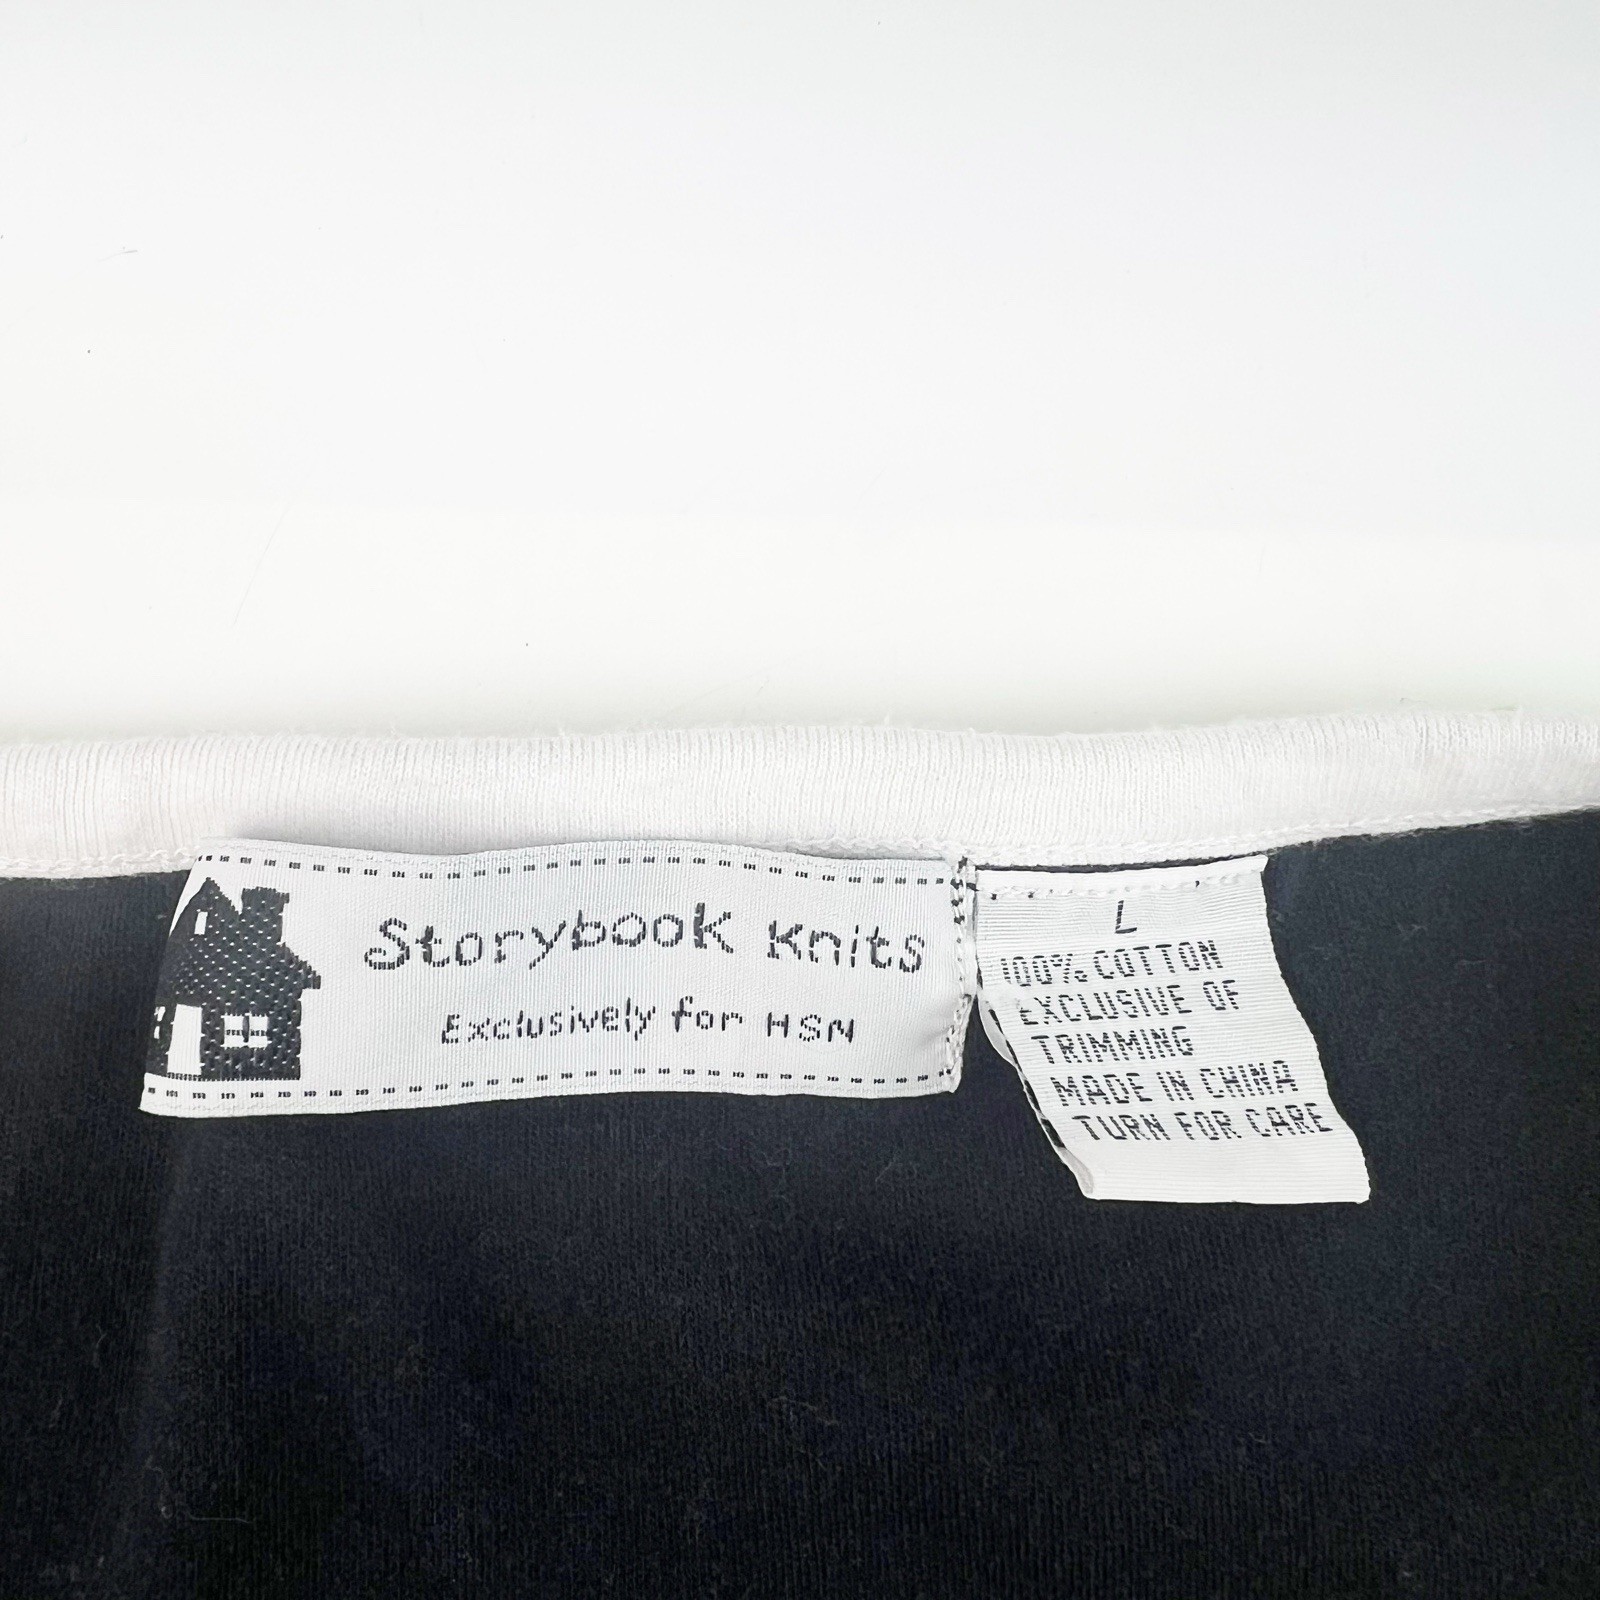 Storybook Knits
Exclusively for HSN
L
100% COTTON
EXCLUSIVE OF
TRIMMING
MADE IN CHINA
TURN FOR CARE